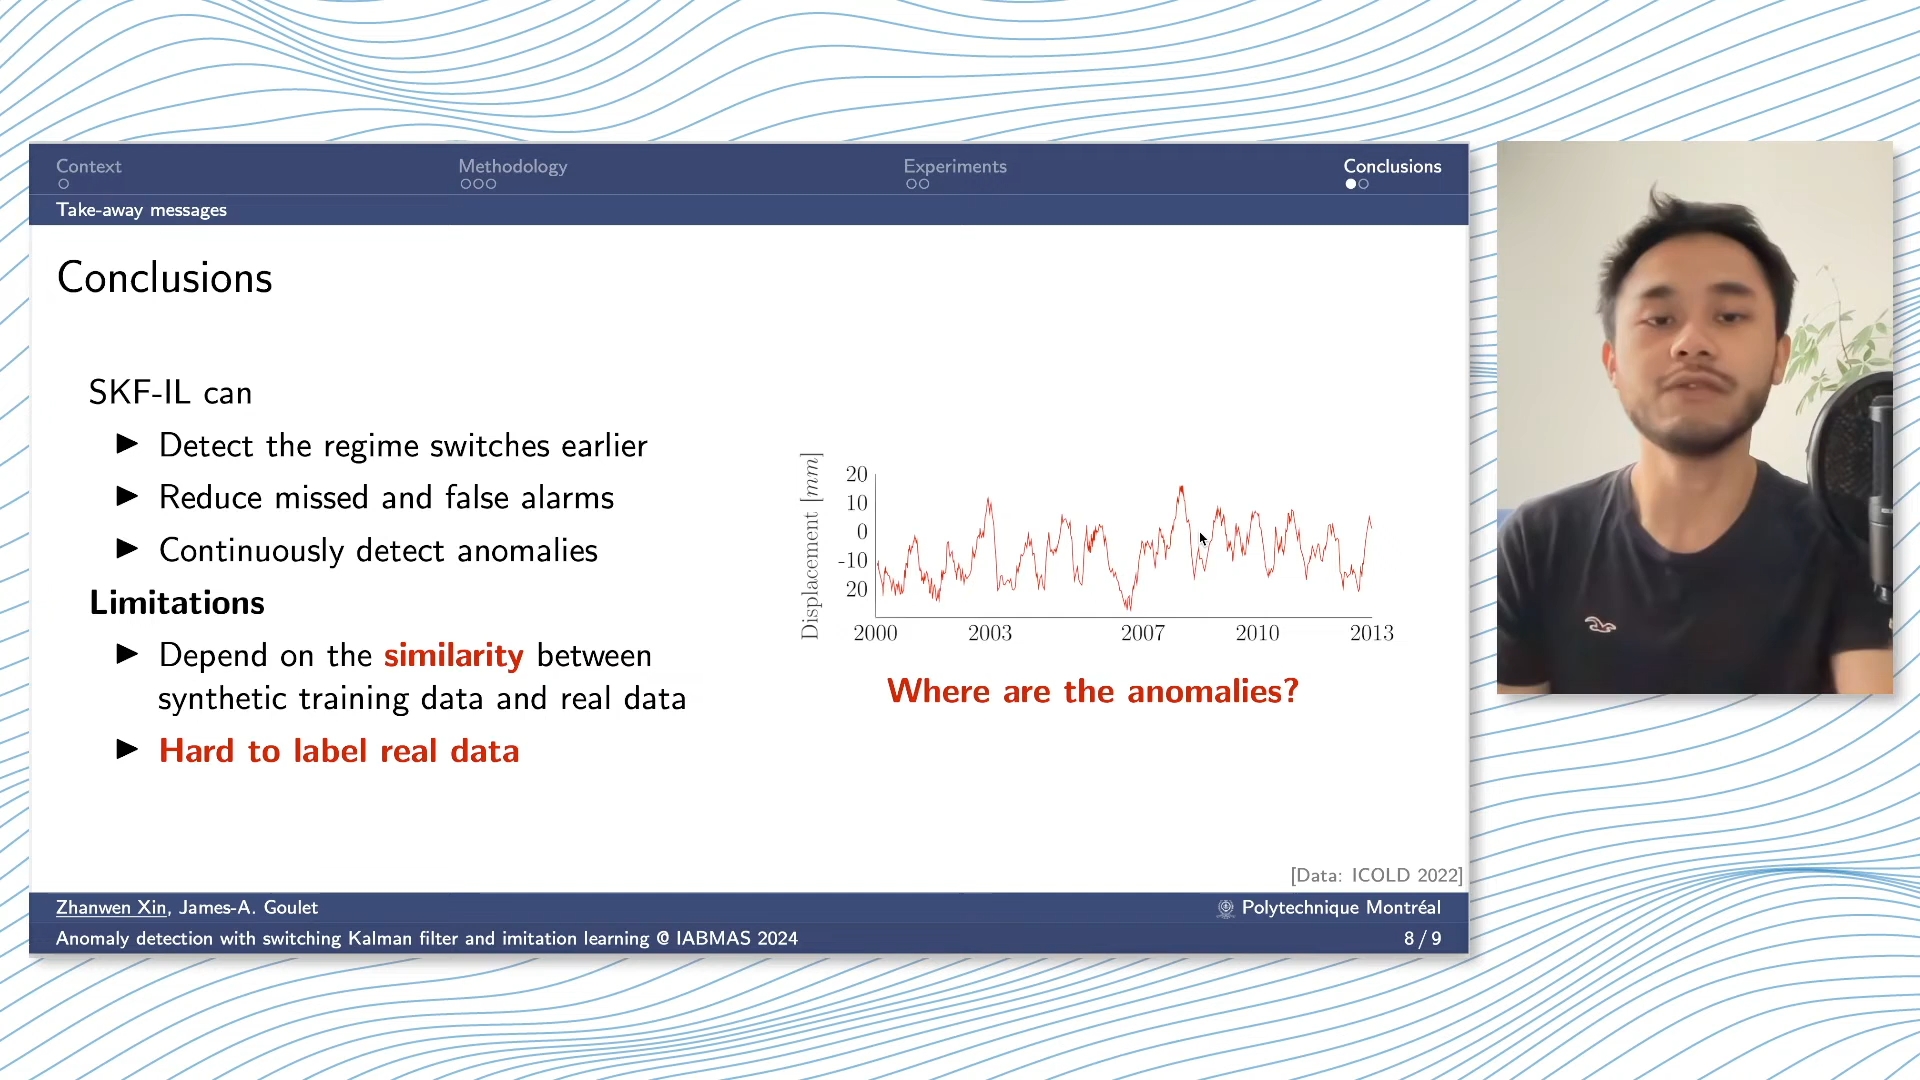 Context
Methodology
Experiments
Conclusions
Take-away messages
Conclusions
SKF-IL can
Detect the regime switches earlier
Reduce missed and false alarms
Continuously detect anomalies
Limitations
Depend on the similarity between
synthetic training data and real data
Hard to label real data
Displacement [mm]
20
10
0
-10
20
2000
2003
2007
2010
2013
Where are the anomalies?
[Data: ICOLD 2022]
Zhanwen Xin, James-A. Goulet
Polytechnique Montréal
Anomaly detection with switching Kalman filter and imitation learning @ IABMAS 2024
8 / 9